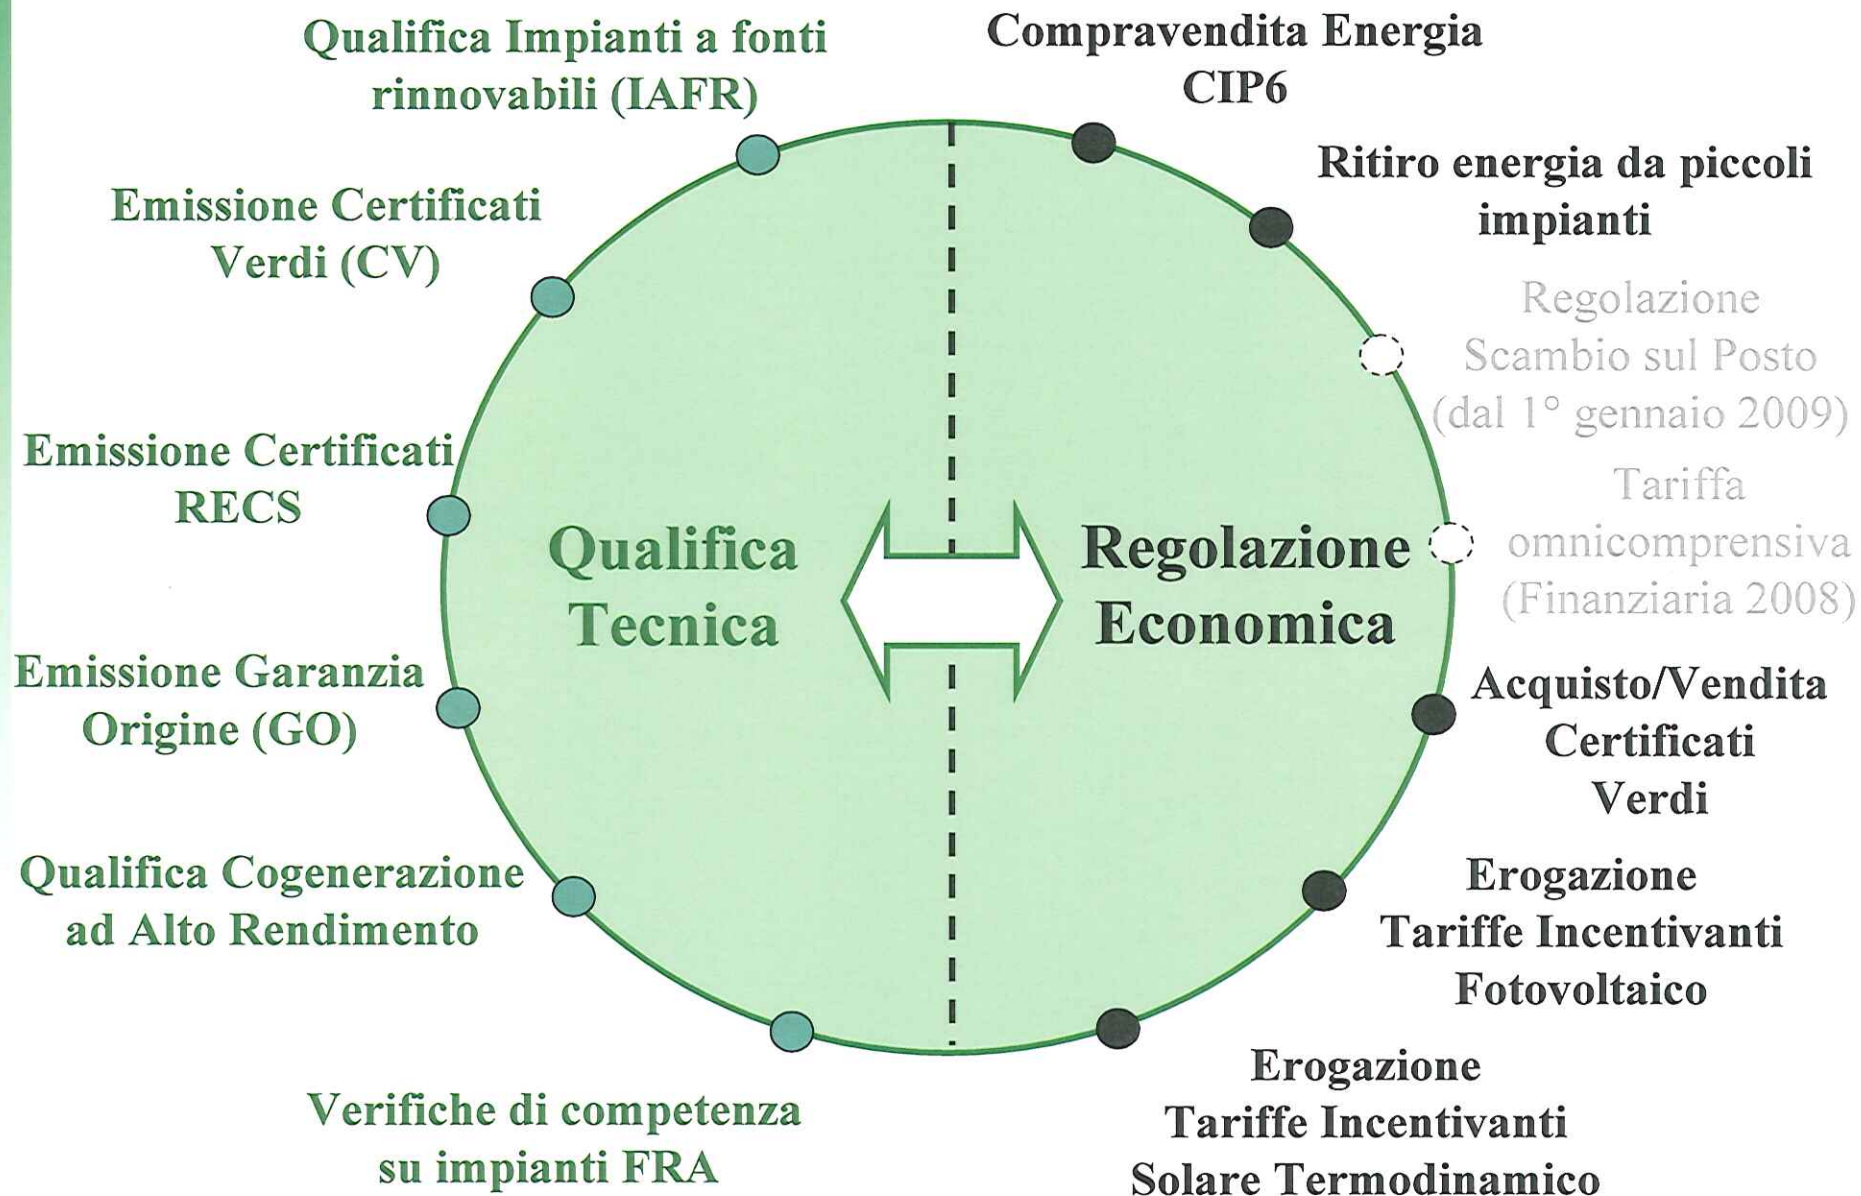 Qualifica Impianti a fonti
rinnovabili (IAFR)
Emissione Certificati
Verdi (CV)
Emissione Certificati
RECS
Emissione Garanzia
Origine (GO)
Qualifica Cogenerazione
ad Alto Rendimento
Verifiche di competenza
su impianti FRA
Qualifica
Tecnica
Regolazione
Economica
Compravendita Energia
CIP6
Ritiro energia da piccoli
impianti
Regolazione
Scambio sul Posto
(dal 1° gennaio 2009)
Tariffa
omnicomprensiva
(Finanziaria 2008)
Acquisto/Vendita
Certificati
Verdi
Erogazione
Tariffe Incentivanti
Fotovoltaico
Erogazione
Tariffe Incentivanti
Solare Termodinamico